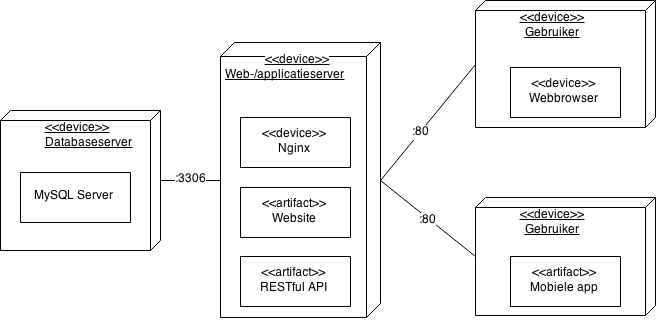 <<device>>
Databaseserver
MySQL Server
:3306
<<device>>
Web-/applicatieserver
<<device>>
Nginx
<<artifact>>
Website
<<artifact>>
RESTful API
:80
:80
<<device>>
Gebruiker
<<device>>
Webbrowser
<<device>>
Gebruiker
<<artifact>>
Mobiele app